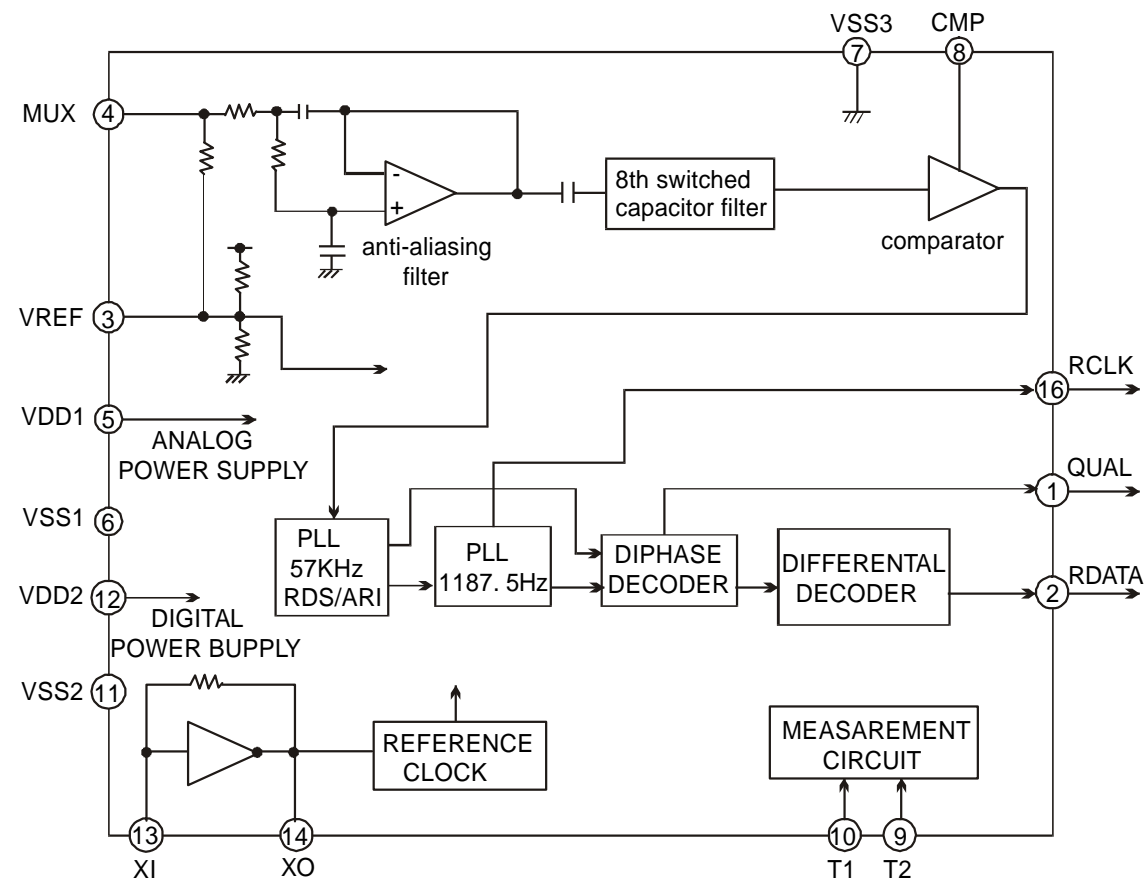 VSS3
CMP
7
8
MUX
4
-
+
anti-aliasing
filter
8th switched
capacitor filter
comparator
VREF
3
RCLK
16
VDD1
5
ANALOG
POWER SUPPLY
QUAL
1
VSS1
6
PLL
57KHz
RDS/ARI
PLL
1187. 5Hz
DIPHASE
DECODER
DIFFERENTAL
DECODER
RDATA
2
VDD2
12
DIGITAL
POWER BUPPLY
VSS2
11
REFERENCE
CLOCK
MEASAREMENT
CIRCUIT
13
14
10
9
XI
XO
T1
T2